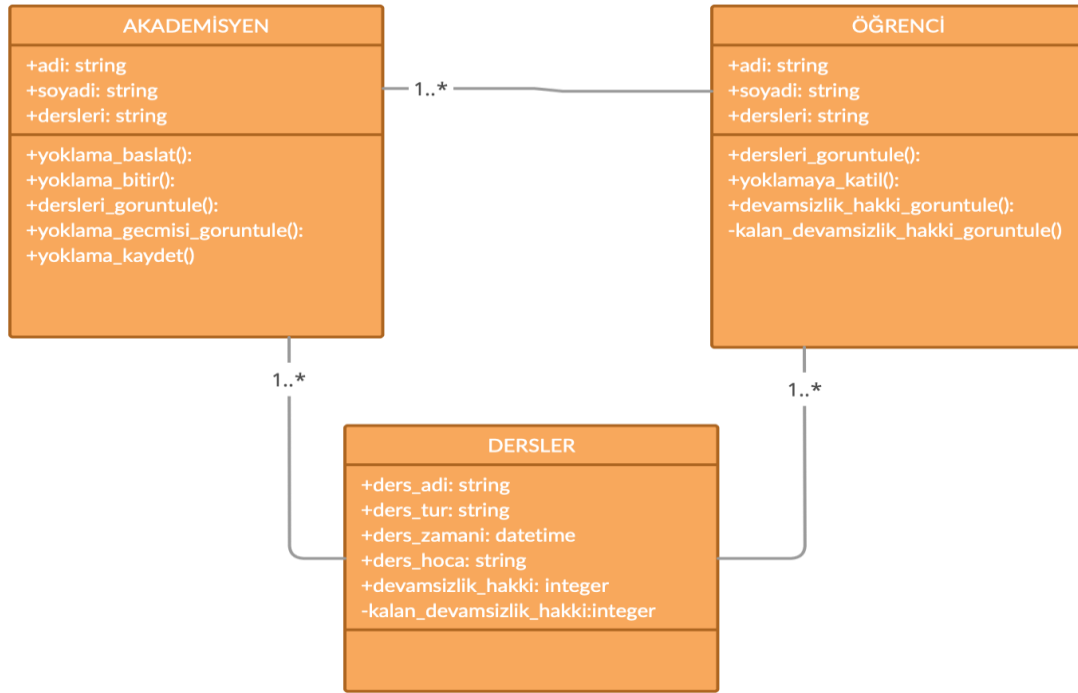 AKADEMİSYEN
+adi: string
+soyadi: string
+dersleri: string
+yoklama_baslat():
+yoklama_bitir():
+dersleri_goruntule():
+yoklama_gecmisi_goruntule():
+yoklama_kaydet()
1..*
ÖĞRENCİ
+adi: string
+soyadi: string
+dersleri: string
+dersleri_goruntule():
+yoklamaya_katil():
+devamsizlik_hakki_goruntule():
-kalan_devamsizlik_hakki_goruntule()
1..*
1..*
DERSLER
+ders_adi: string
+ders_tur: string
+ders_zamani: datetime
+ders_hoca: string
+devamsizlik_hakki: integer
-kalan_devamsizlik_hakki:integer